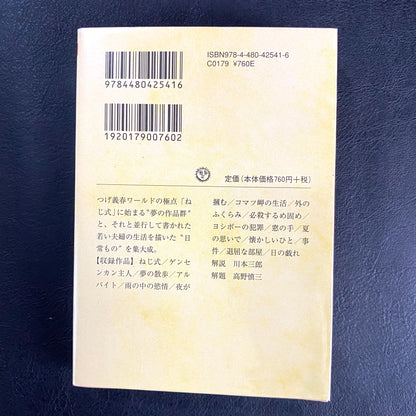 ISBN978-4-480-42541-6
C0179 ¥760E
9784480425416
1920179007602
定価(本体価格760円+税)
つげ義春ワールドの極点「ね
じ式」に始まる“夢の作品群”
と、それと並行して書かれた
若い夫婦の生活を描いた“日
常もの”を集大成。
【収録作品】ねじ式/ゲンセ
ンカン主人/夢の散歩/アル
バイト/雨の中の慾情/夜が
掴む/コマツ岬の生活/外の
ふくらみ/必殺するめ固め/
ヨシボーの犯罪/窓の手/夏
の思いで/懐かしいひと/事
件/退屈な部屋/日の戯れ
解説 川本三郎
解題 高野慎三